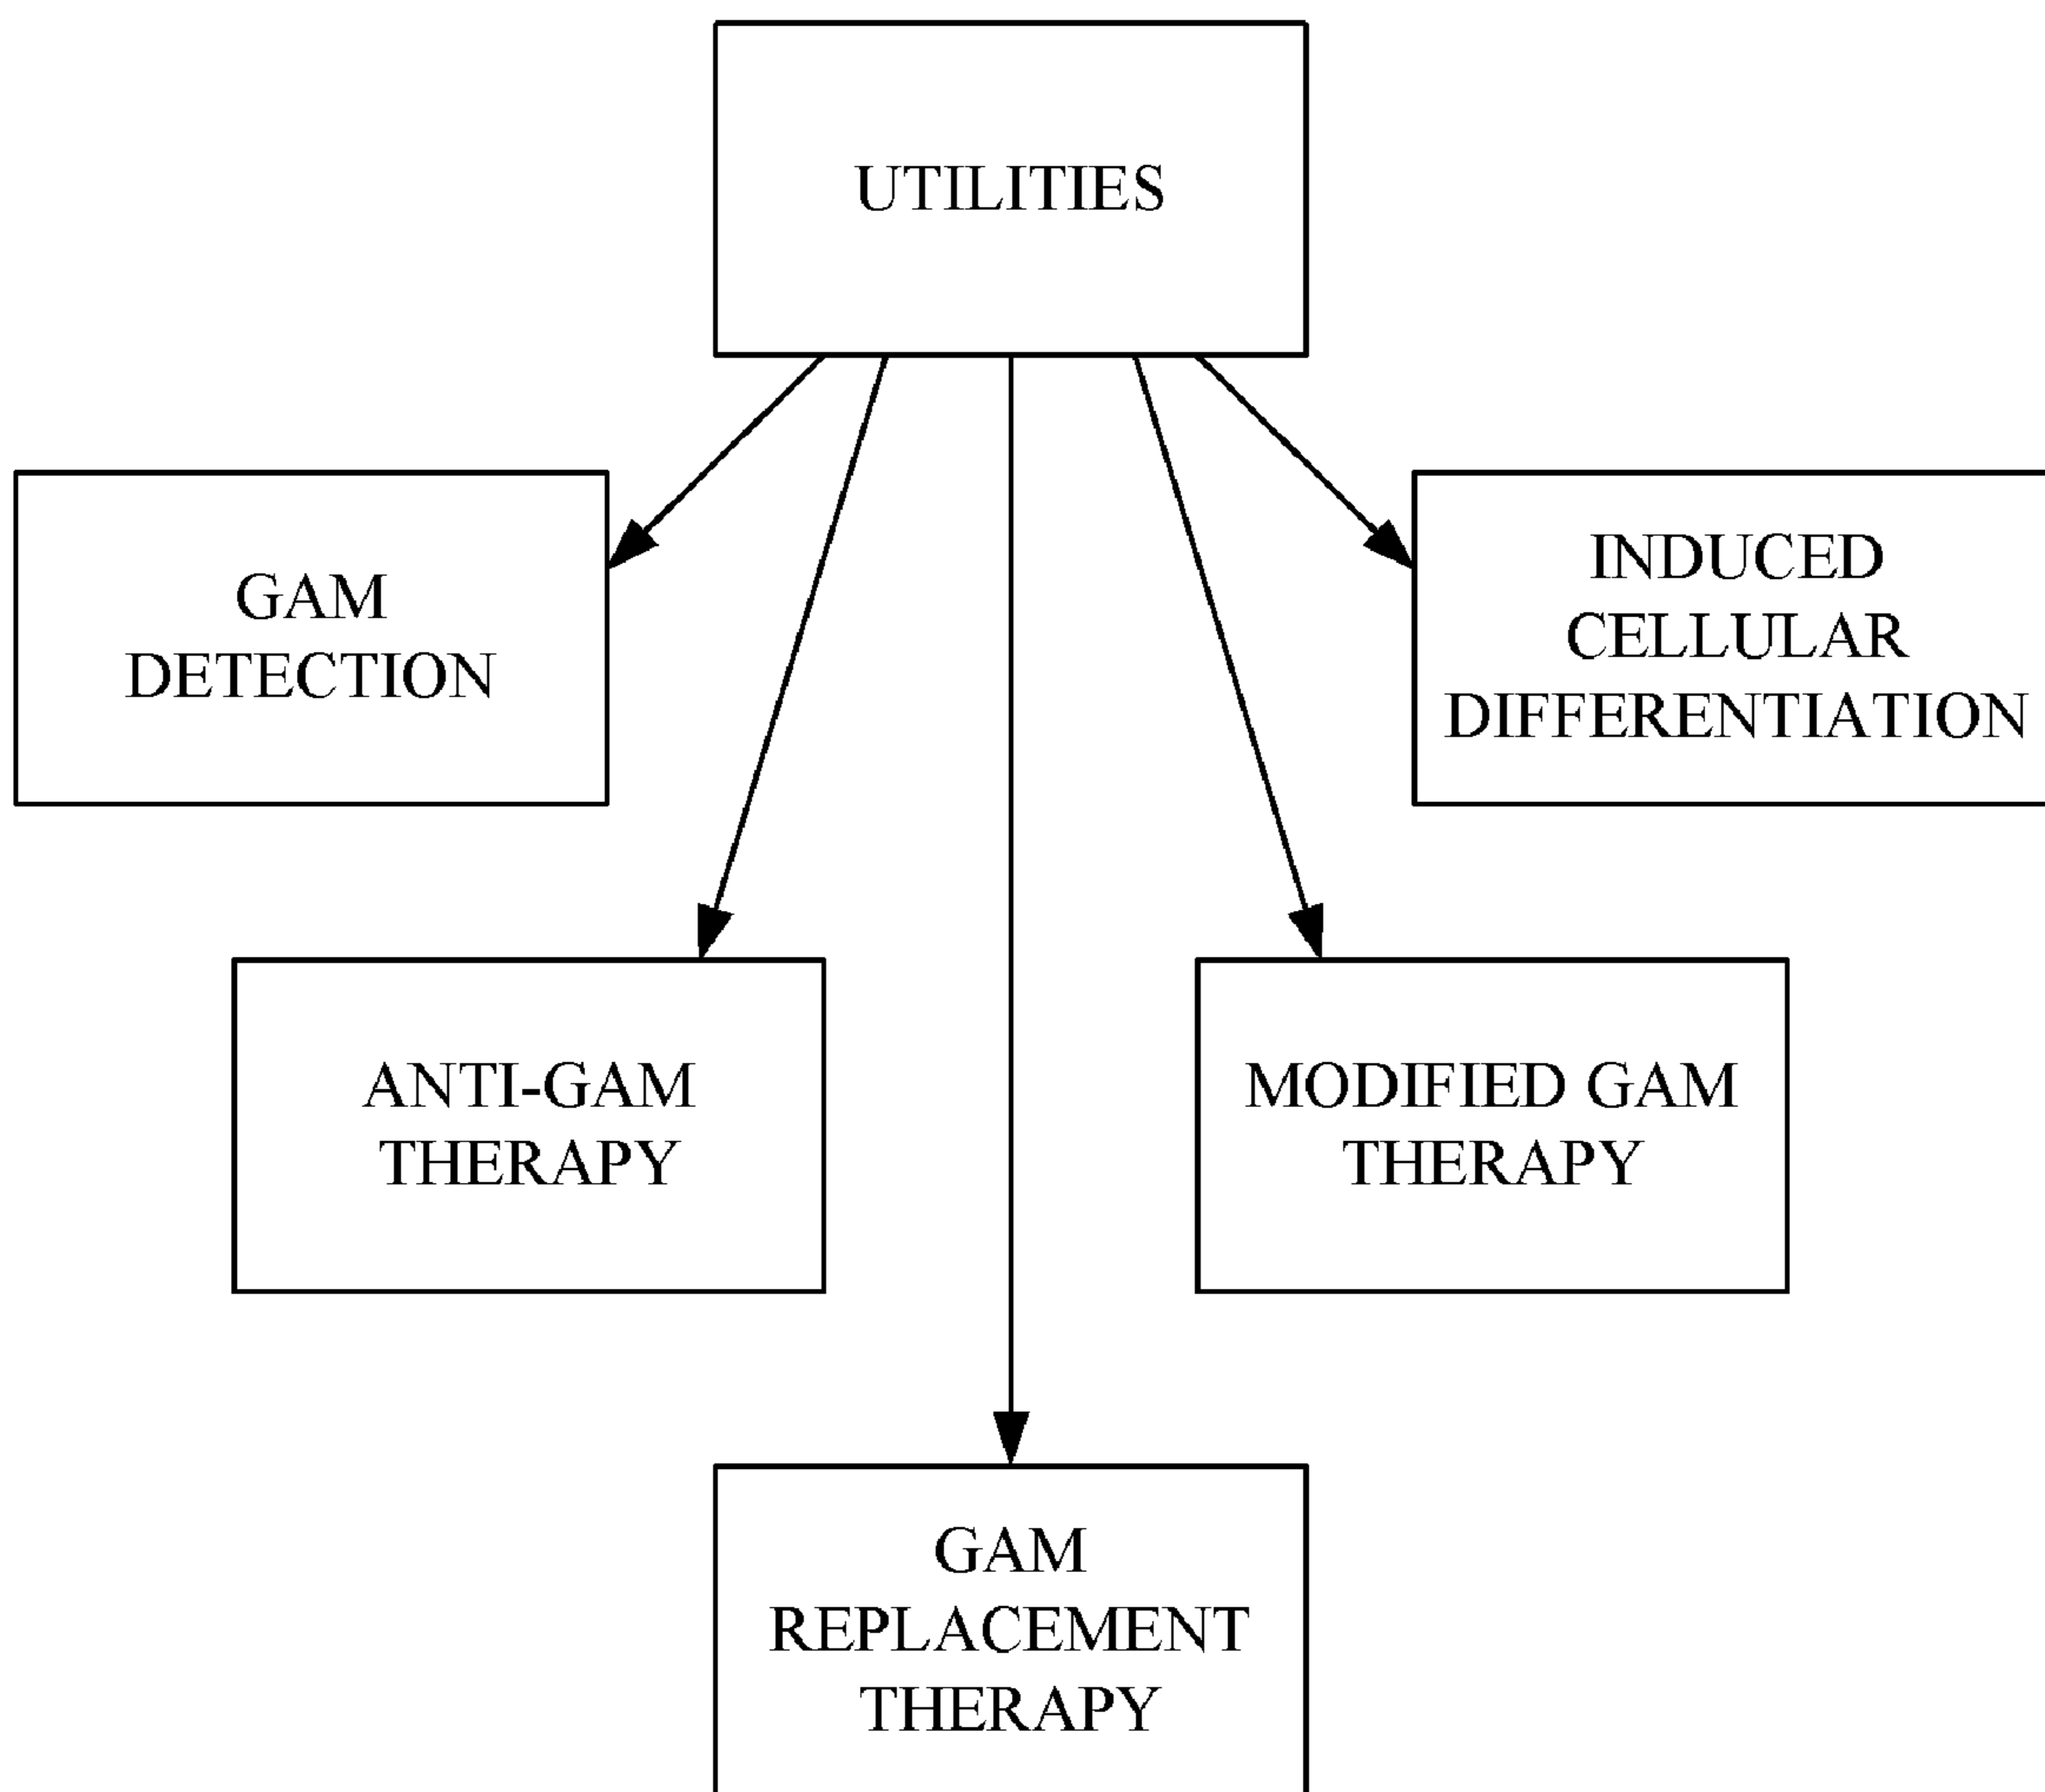 UTILITIES
GAM
DETECTION
INDUCED
CELLULAR
DIFFERENTIATION
ANTI-GAM
THERAPY
MODIFIED GAM
THERAPY
GAM
REPLACEMENT
THERAPY